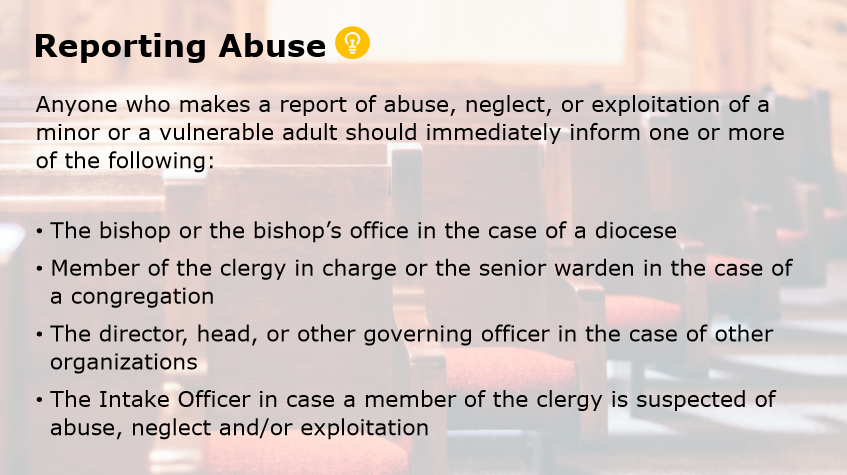 Reporting Abuse
Anyone who makes a report of abuse, neglect, or exploitation of a
minor or a vulnerable adult should immediately inform one or more
of the following:
• The bishop or the bishop’s office in the case of a diocese
• Member of the clergy in charge or the senior warden in the case of
a congregation
• The director, head, or other governing officer in the case of other
organizations
• The Intake Officer in case a member of the clergy is suspected of
abuse, neglect and/or exploitation